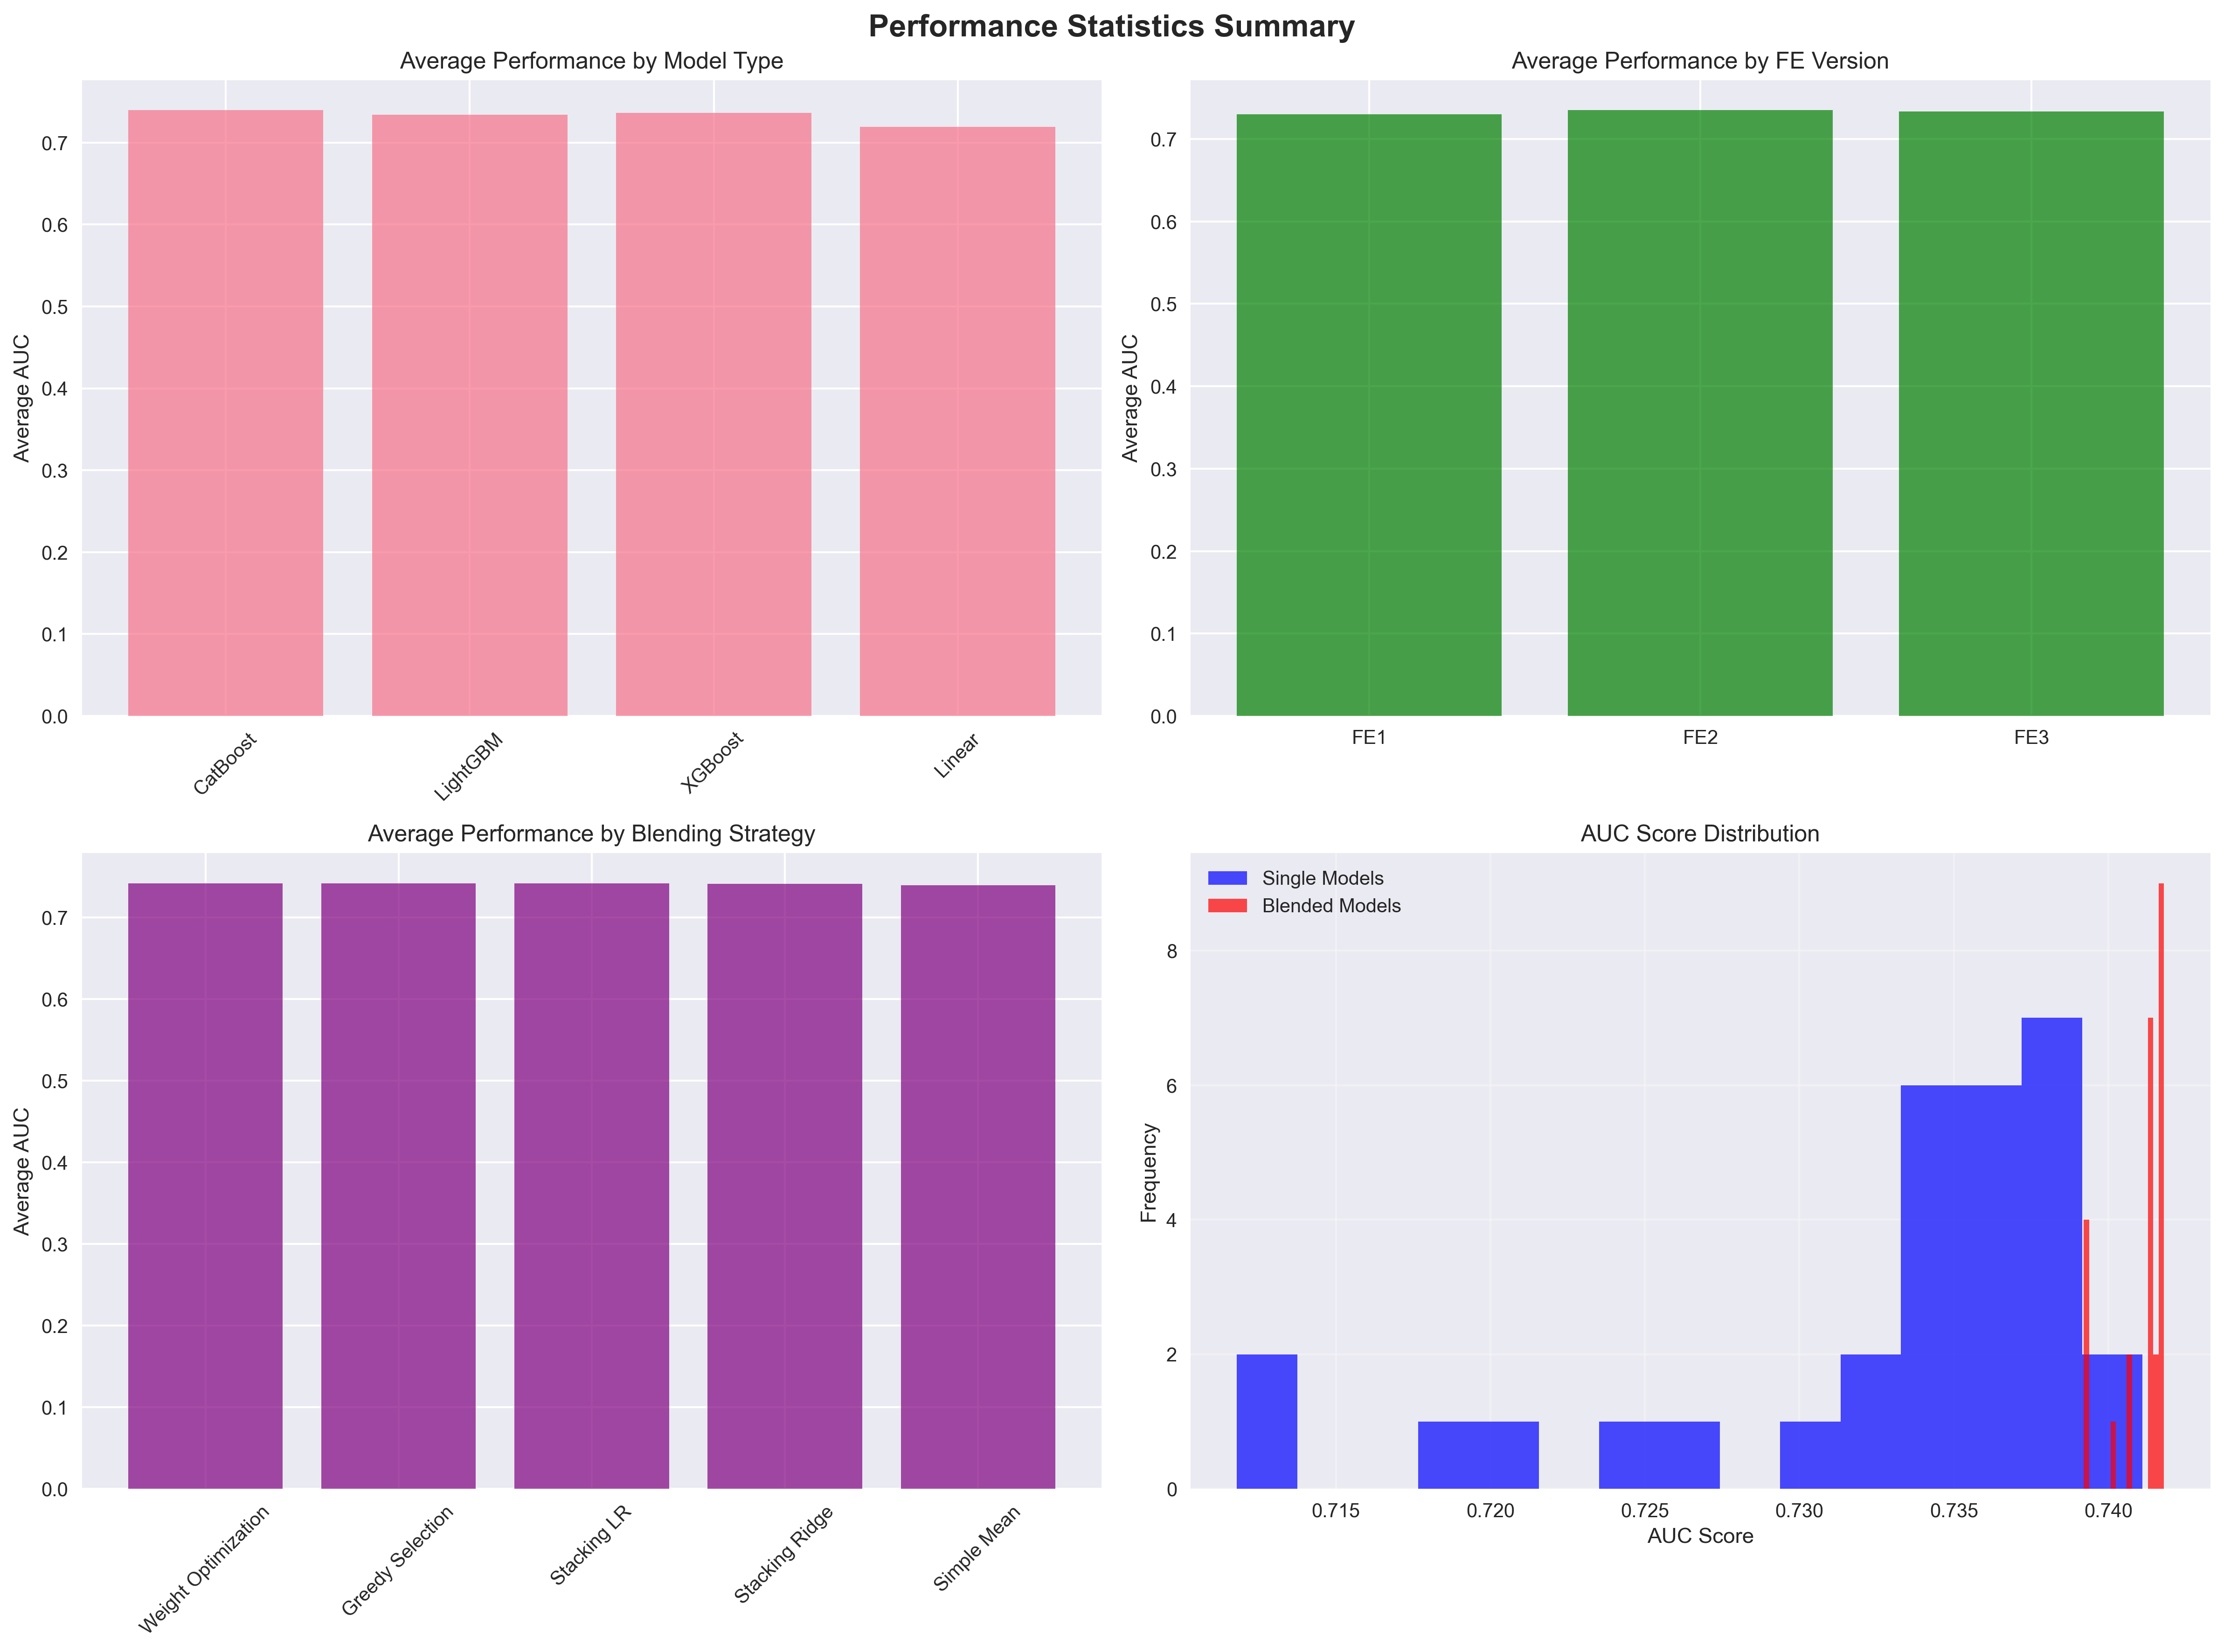 Performance Statistics Summary
Average Performance by Model Type
Average AUC
0.7
0.6
0.5
0.4
0.3
0.2
0.1
0.0
CatBoost
LightGBM
XGBoost
Linear
Average Performance by FE Version
Average AUC
0.7
0.6
0.5
0.4
0.3
0.2
0.1
0.0
FE1
FE2
FE3
Average Performance by Blending Strategy
Average AUC
0.7
0.6
0.5
0.4
0.3
0.2
0.1
0.0
Weight Optimization
Greedy Selection
Stacking LR
Stacking Ridge
Simple Mean
AUC Score Distribution
Single Models
Blended Models
Frequency
8
6
4
2
0
0.715
0.720
0.725
0.730
0.735
0.740
AUC Score